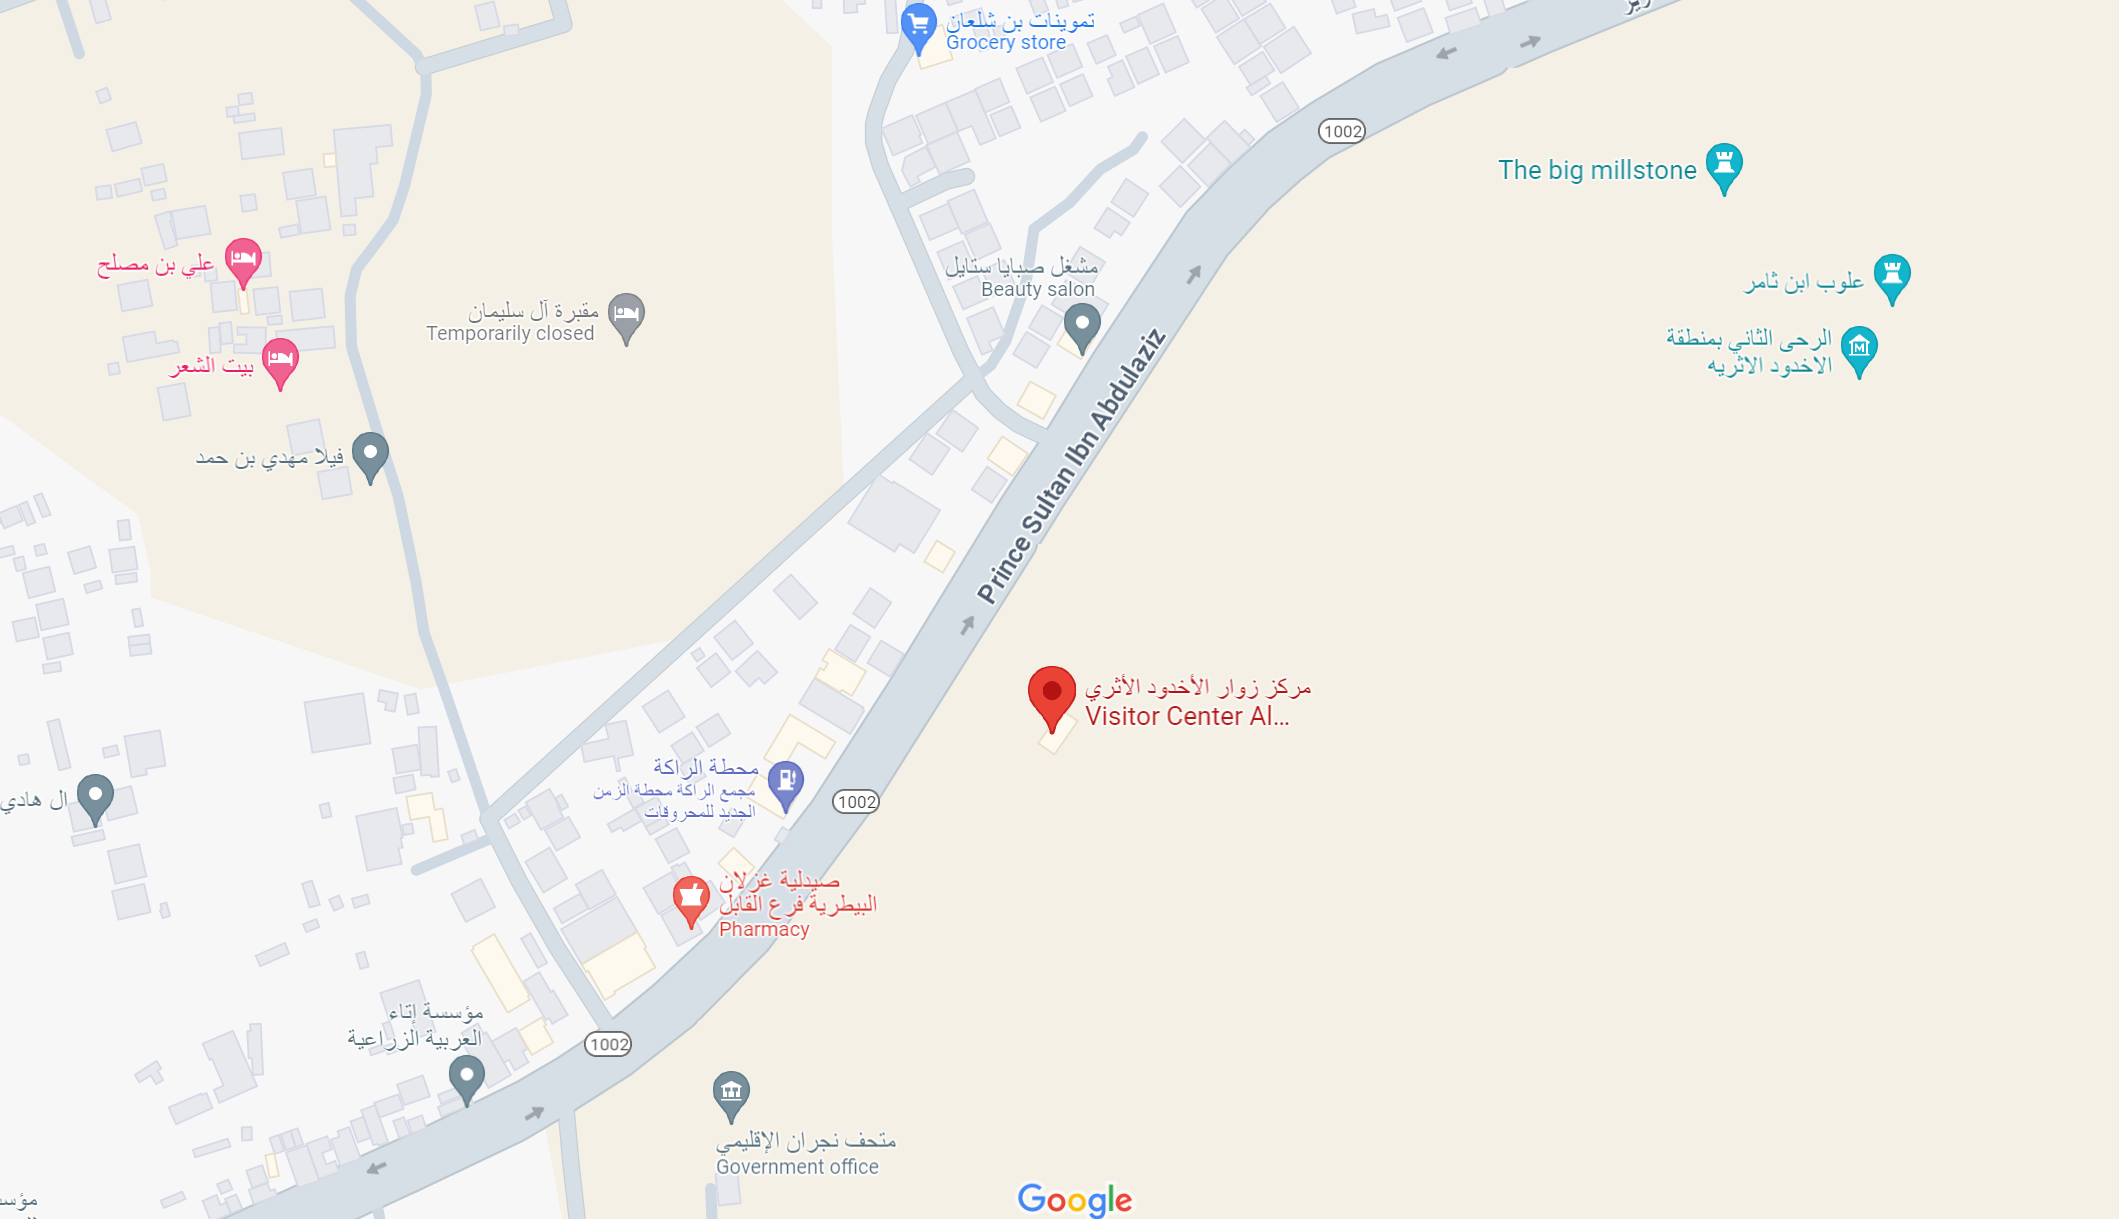 تموينات بن شلعان
Grocery store
1002
The big millstone
علي بن مصلح
مشغل صبايا ستايل
Beauty salon
علوب ابن ثامر
مقبرة آل سليمان
Temporarily closed
الرحى الثاني بمنطقة
الاخدود الاثريه
بيت الشعر
Prince Sultan Ibn Abdulaziz
فيلا مهدي بن حمد
مركز زوار الأخدود الأثري
Visitor Center Al...
محطة الراكة
مجمع الراكة محطة الزمن
الجديد للمحروقات
1002
ال هادي
صيدلية غزلان
البيطرية فرع القابل
Pharmacy
مؤسسة إتاء
العربية الزراعية
1002
متحف نجران الإقليمي
Government office
Google